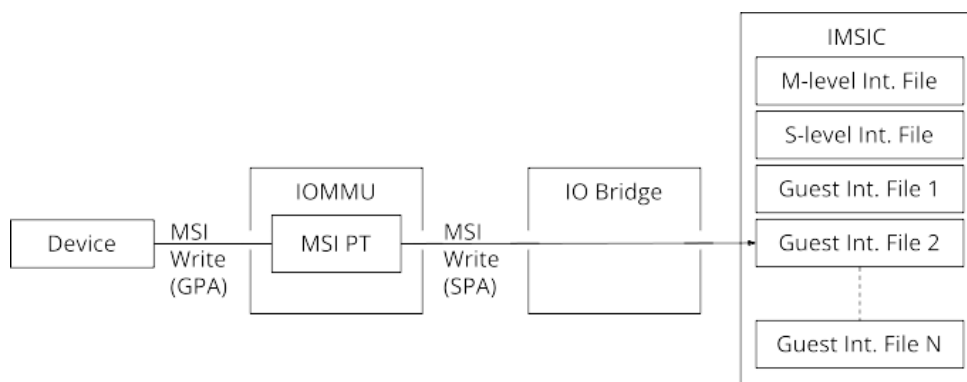 IMSIC
M-level Int. File
S-level Int. File
IOMMU
IO Bridge
Guest Int. File 1
Device
MSI
Write
(GPA)
MSI PT
MSI
Write
(SPA)
Guest Int. File 2
Guest Int. File N